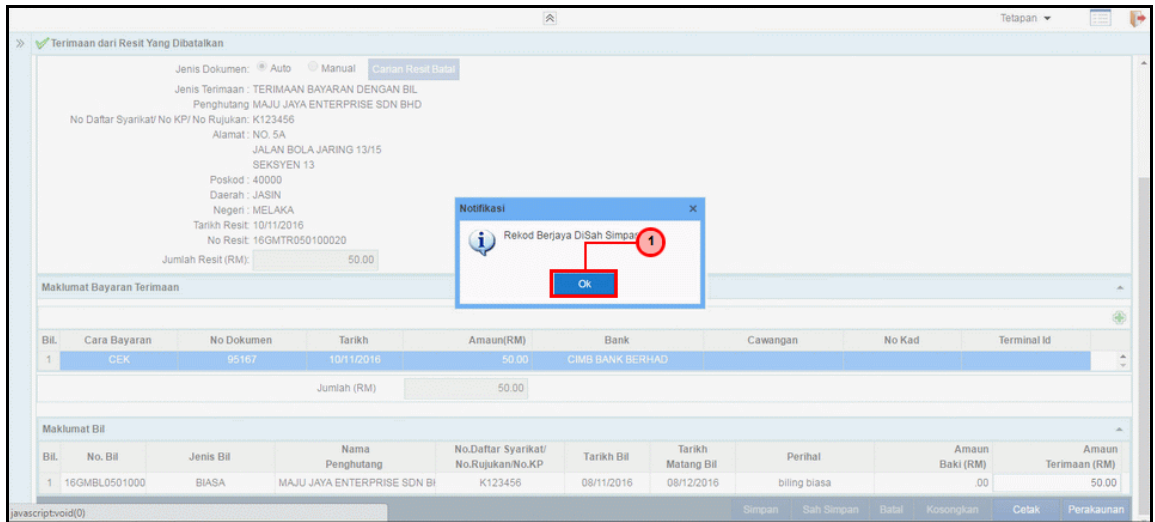 Tetapan
Terimaan dari Resit Yang Dibatalkan
Jenis Dokumen: Auto Manual Carian Resit Batal
Jenis Terimaan : TERIMAAN BAYARAN DENGAN BIL
Penghutang MAJU JAYA ENTERPRISE SDN BHD
No Daftar Syarikat/ No KP/ No Rujukan: K123456
Alamat : NO. 5A
JALAN BOLA JARING 13/15
SEKSYEN 13
Poskod : 40000
Daerah : JASIN
Negeri : MELAKA
Tarikh Resit: 10/11/2016
No Resit: 16GMTR050100020
Jumlah Resit (RM): 50.00
Notifikasi x
Rekod Berjaya DiSah Simpan
1
Ok
Maklumat Bayaran Terimaan
Bil. Cara Bayaran No Dokumen Tarikh Amaun(RM) Bank Cawangan No Kad Terminal Id
1 CEK 95167 10/11/2016 50.00 CIMB BANK BERHAD
Jumlah (RM) 50.00
Maklumat Bil
Bil. No. Bil Jenis Bil Nama Penghutang No.Daftar Syarikat/ No.Rujukan/No.KP Tarikh Bil Tarikh Matang Bil Perihal Amaun Baki (RM) Amaun Terimaan (RM)
1 16GMBL0501000 BIASA MAJU JAYA ENTERPRISE SDN BH K123456 08/11/2016 08/12/2016 biling biasa .00 50.00
javascript:void(0) Simpan Sah Simpan Batal Kosongkan Cetak Perakaunan